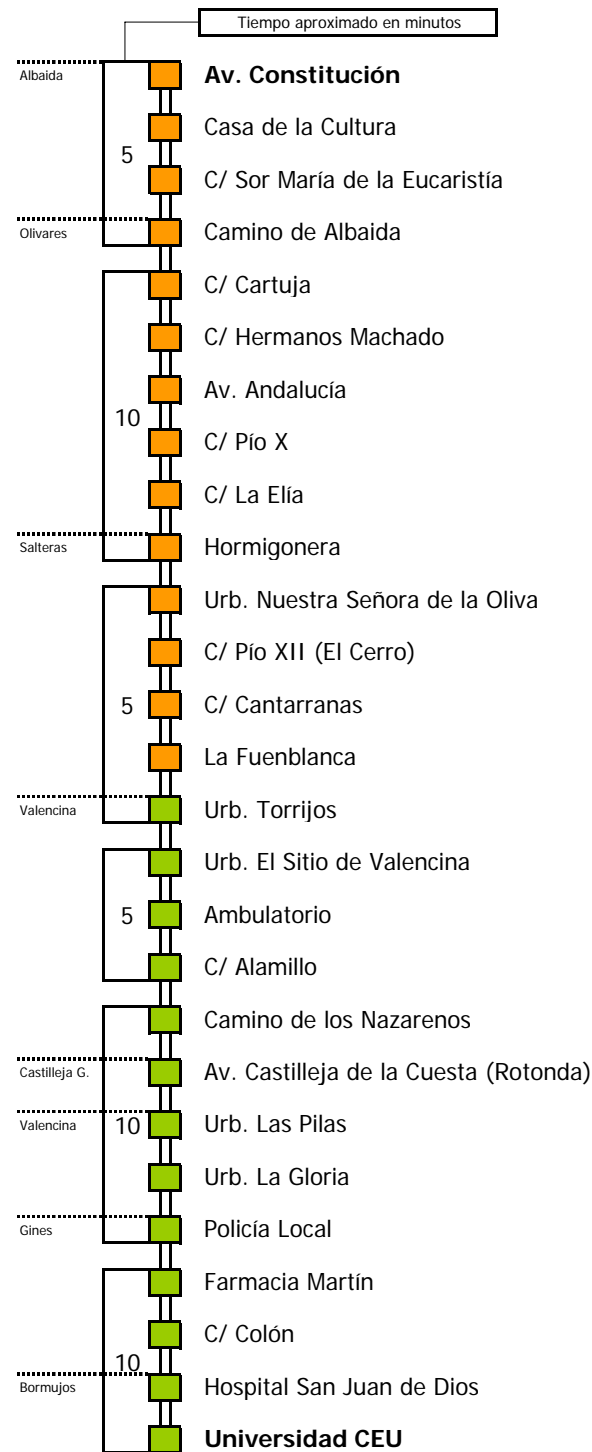 Tiempo aproximado en minutos
Albaida
Av. Constitución
Casa de la Cultura
5
C/ Sor María de la Eucaristía
Olivares
Camino de Albaida
C/ Cartuja
C/ Hermanos Machado
Av. Andalucía
10
C/ Pío X
C/ La Elía
Salteras
Hormigonera
Urb. Nuestra Señora de la Oliva
C/ Pío XII (El Cerro)
5
C/ Cantarranas
La Fuenblanca
Valencina
Urb. Torrijos
Urb. El Sitio de Valencina
5
Ambulatorio
C/ Alamillo
Camino de los Nazarenos
Castilleja G.
Av. Castilleja de la Cuesta (Rotonda)
Valencina
10
Urb. Las Pilas
Urb. La Gloria
Gines
Policía Local
Farmacia Martín
C/ Colón
10
Bormujos
Hospital San Juan de Dios
Universidad CEU